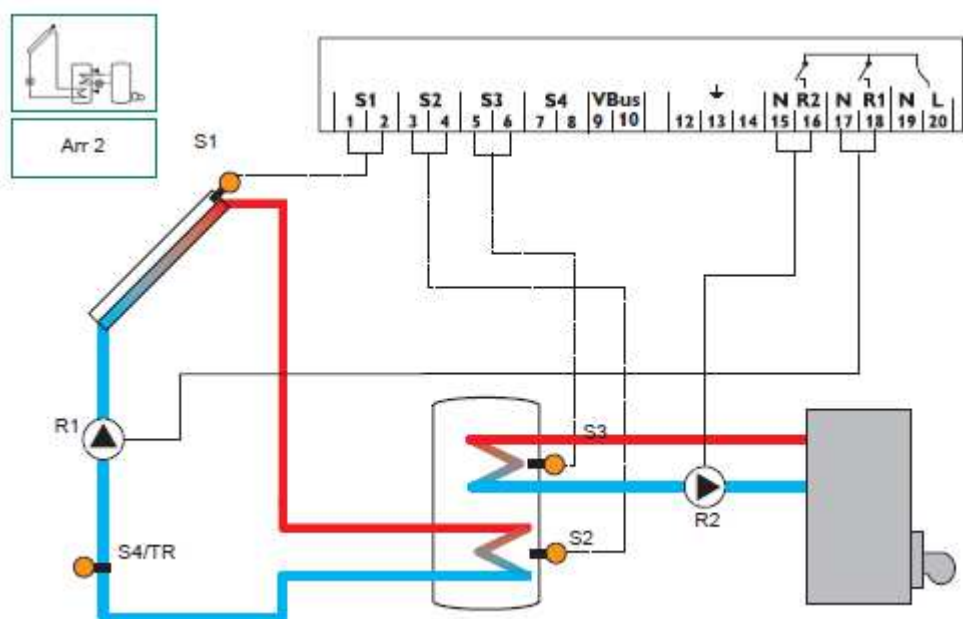 Arr 2
S1 S2 S3 S4 VBus N R2 N R1 N L
1 2 3 4 5 6 7 8 9 10 12 13 14 15 16 17 18 19 20
S1
R1
S3
R2
S2
S4/TR